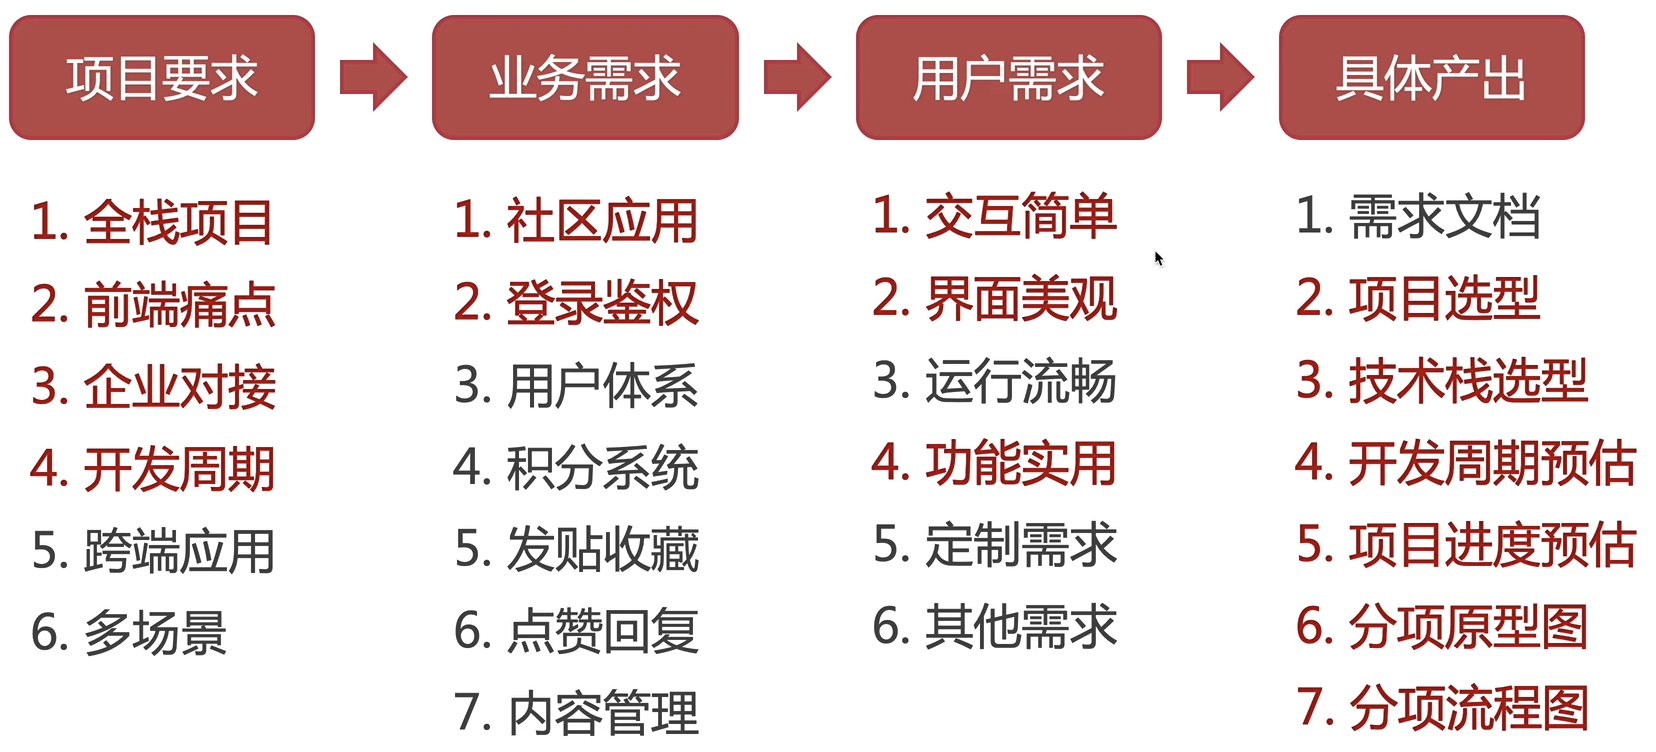 项目要求
业务需求
用户需求
具体产出
1. 全栈项目
2. 前端痛点
3. 企业对接
4. 开发周期
5. 跨端应用
6. 多场景
1. 社区应用
2. 登录鉴权
3. 用户体系
4. 积分系统
5. 发贴收藏
6. 点赞回复
7. 内容管理
1. 交互简单
2. 界面美观
3. 运行流畅
4. 功能实用
5. 定制需求
6. 其他需求
1. 需求文档
2. 项目选型
3. 技术栈选型
4. 开发周期预估
5. 项目进度预估
6. 分项原型图
7. 分项流程图